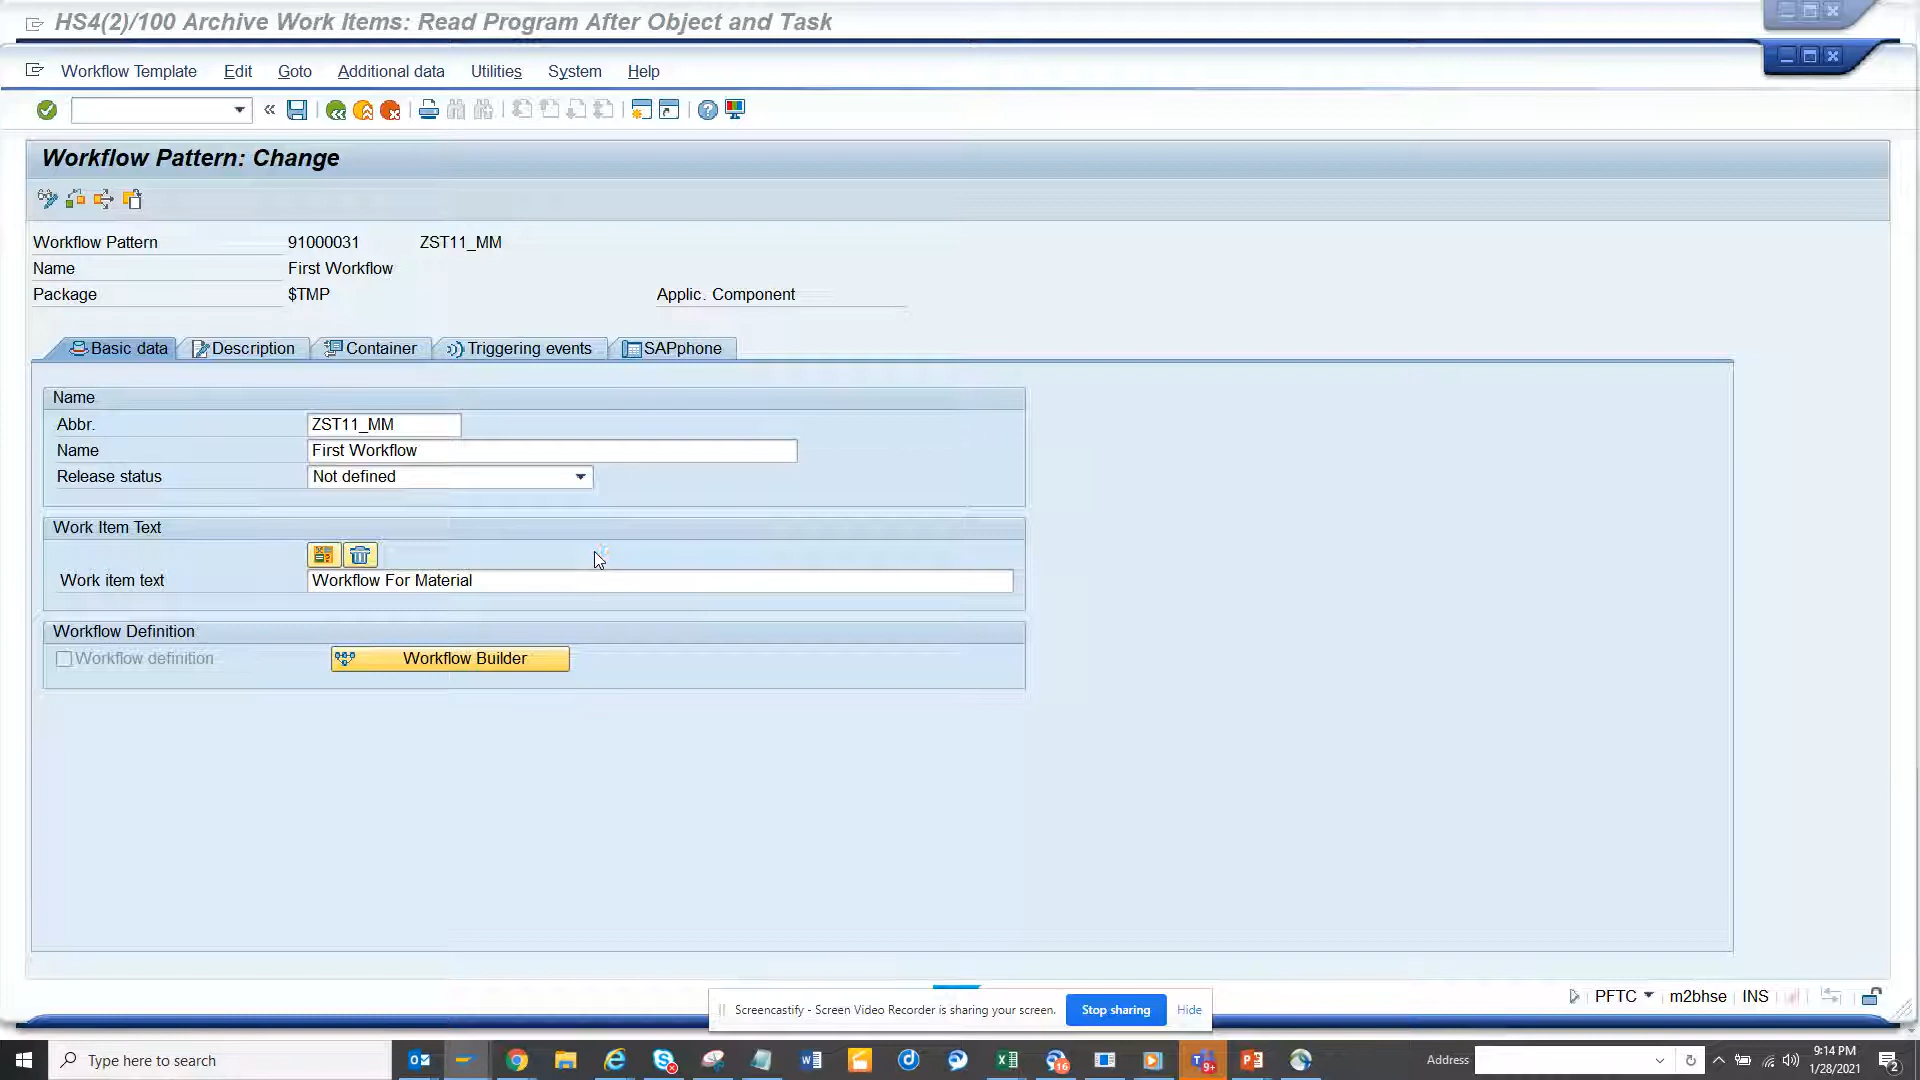 HS4(2)/100 Archive Work Items: Read Program After Object and Task
Workflow Template Edit Goto Additional data Utilities System Help
Workflow Pattern: Change
Workflow Pattern 91000031 ZST11_MM
Name First Workflow
Package $TMP Applic. Component
Basic data Description Container Triggering events SAPphone
Name
Abbr. ZST11_MM
Name First Workflow
Release status Not defined
Work Item Text
Work item text Workflow For Material
Workflow Definition
Workflow definition Workflow Builder
PFTC m2bhse INS
Screencastify - Screen Video Recorder is sharing your screen. Stop sharing Hide
Type here to search
Address
9:14 PM
1/28/2021
16
9+
2